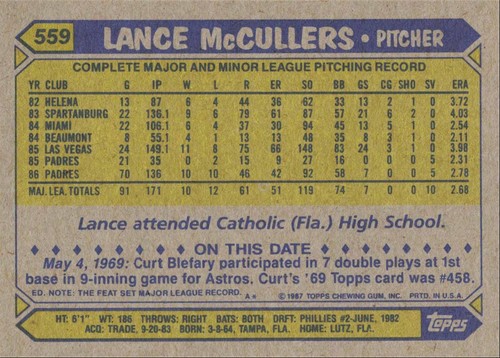 559 LANCE McCULLERS • PITCHER
COMPLETE MAJOR AND MINOR LEAGUE PITCHING RECORD
YR CLUB G IP W L R ER SO BB GS CG SHO SV ERA
82 HELENA 13 87 6 4 44 36 62 33 13 2 1 0 3.72
83 SPARTANBURG 22 136.1 9 6 79 61 87 57 21 6 2 0 4.03
84 MIAMI 22 106.1 4 37 30 94 45 13 5 1 0 2.54
84 BEAUMONT 8 55.1 4 1 13 13 48 35 8 3 0 2.11
85 LAS VEGAS 24 149.1 11 8 75 66 148 83 24 3 1 0 3.98
85 PADRES 21 35 0 2 15 9 27 16 0 0 0 5 2.31
86 PADRES 70 136 10 10 46 42 92 58 7 0 0 5 2.78
MAJ. LEA. TOTALS 91 171 10 12 61 51 119 74 7 0 0 10 2.68
Lance attended Catholic (Fla.) High School.
ON THIS DATE
May 4, 1969: Curt Blefary participated in 7 double plays at 1st
base in 9-inning game for Astros. Curt's '69 Topps card was #458.
ED. NOTE: THE FEAT SET MAJOR LEAGUE RECORD. A* ©1987 TOPPS CHEWING GUM, INC. PRTD. IN U.S.A.
HT: 6'1" WT: 186 THROWS: RIGHT BATS: BOTH DRFT: PHILLIES #2-JUNE, 1982
ACQ: TRADE, 9-20-83 BORN: 3-8-64, TAMPA, FLA. HOME: LUTZ, FLA.
Topps